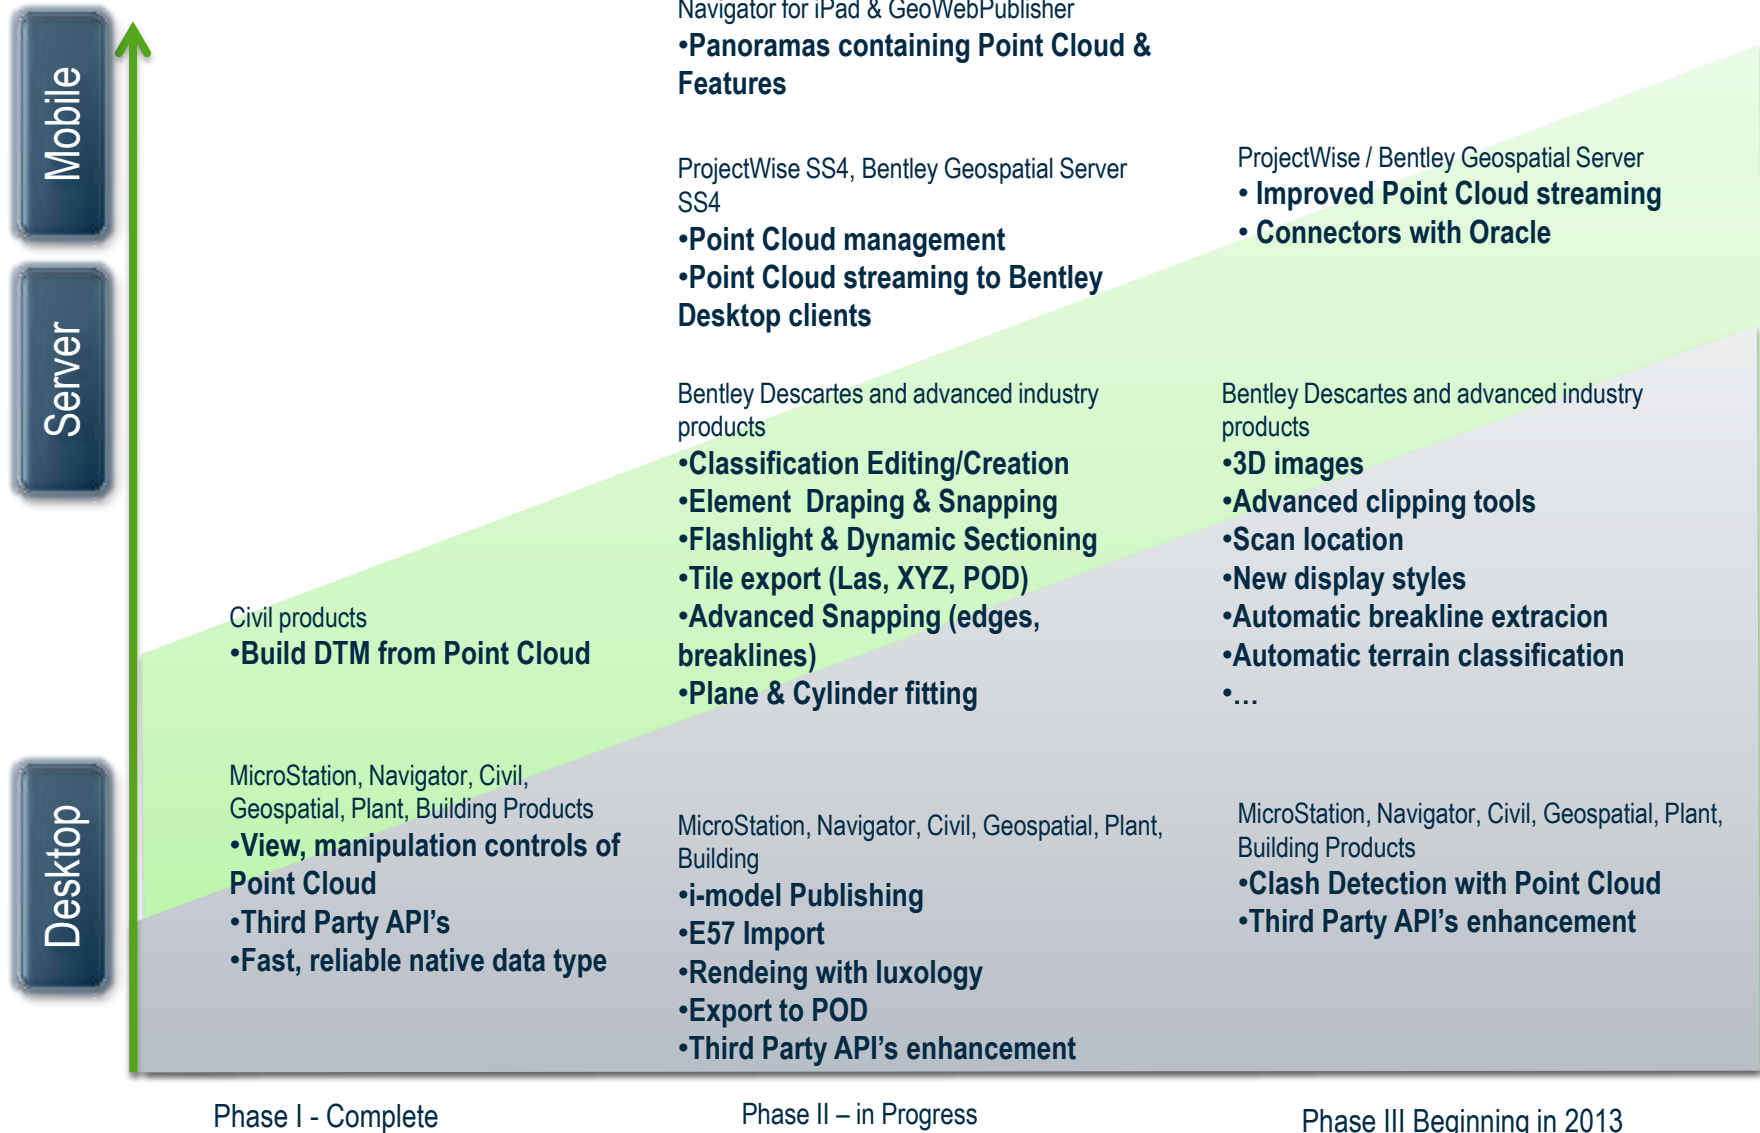 Mobile
Server
Desktop
Civil products
•Build DTM from Point Cloud
MicroStation, Navigator, Civil,
Geospatial, Plant, Building Products
•View, manipulation controls of
Point Cloud
•Third Party API's
•Fast, reliable native data type
Phase I - Complete
Navigator for iPad & GeoWebPublisher
•Panoramas containing Point Cloud &
Features
ProjectWise SS4, Bentley Geospatial Server
SS4
•Point Cloud management
•Point Cloud streaming to Bentley
Desktop clients
Bentley Descartes and advanced industry
products
•Classification Editing/Creation
•Element  Draping & Snapping
•Flashlight & Dynamic Sectioning
•Tile export (Las, XYZ, POD)
•Advanced Snapping (edges,
breaklines)
•Plane & Cylinder fitting
MicroStation, Navigator, Civil, Geospatial, Plant,
Building
•i-model Publishing
•E57 Import
•Rendeing with luxology
•Export to POD
•Third Party API's enhancement
Phase II – in Progress
ProjectWise / Bentley Geospatial Server
• Improved Point Cloud streaming
• Connectors with Oracle
Bentley Descartes and advanced industry
products
•3D images
•Advanced clipping tools
•Scan location
•New display styles
•Automatic breakline extracion
•Automatic terrain classification
•…
MicroStation, Navigator, Civil, Geospatial, Plant,
Building Products
•Clash Detection with Point Cloud
•Third Party API's enhancement
Phase III Beginning in 2013